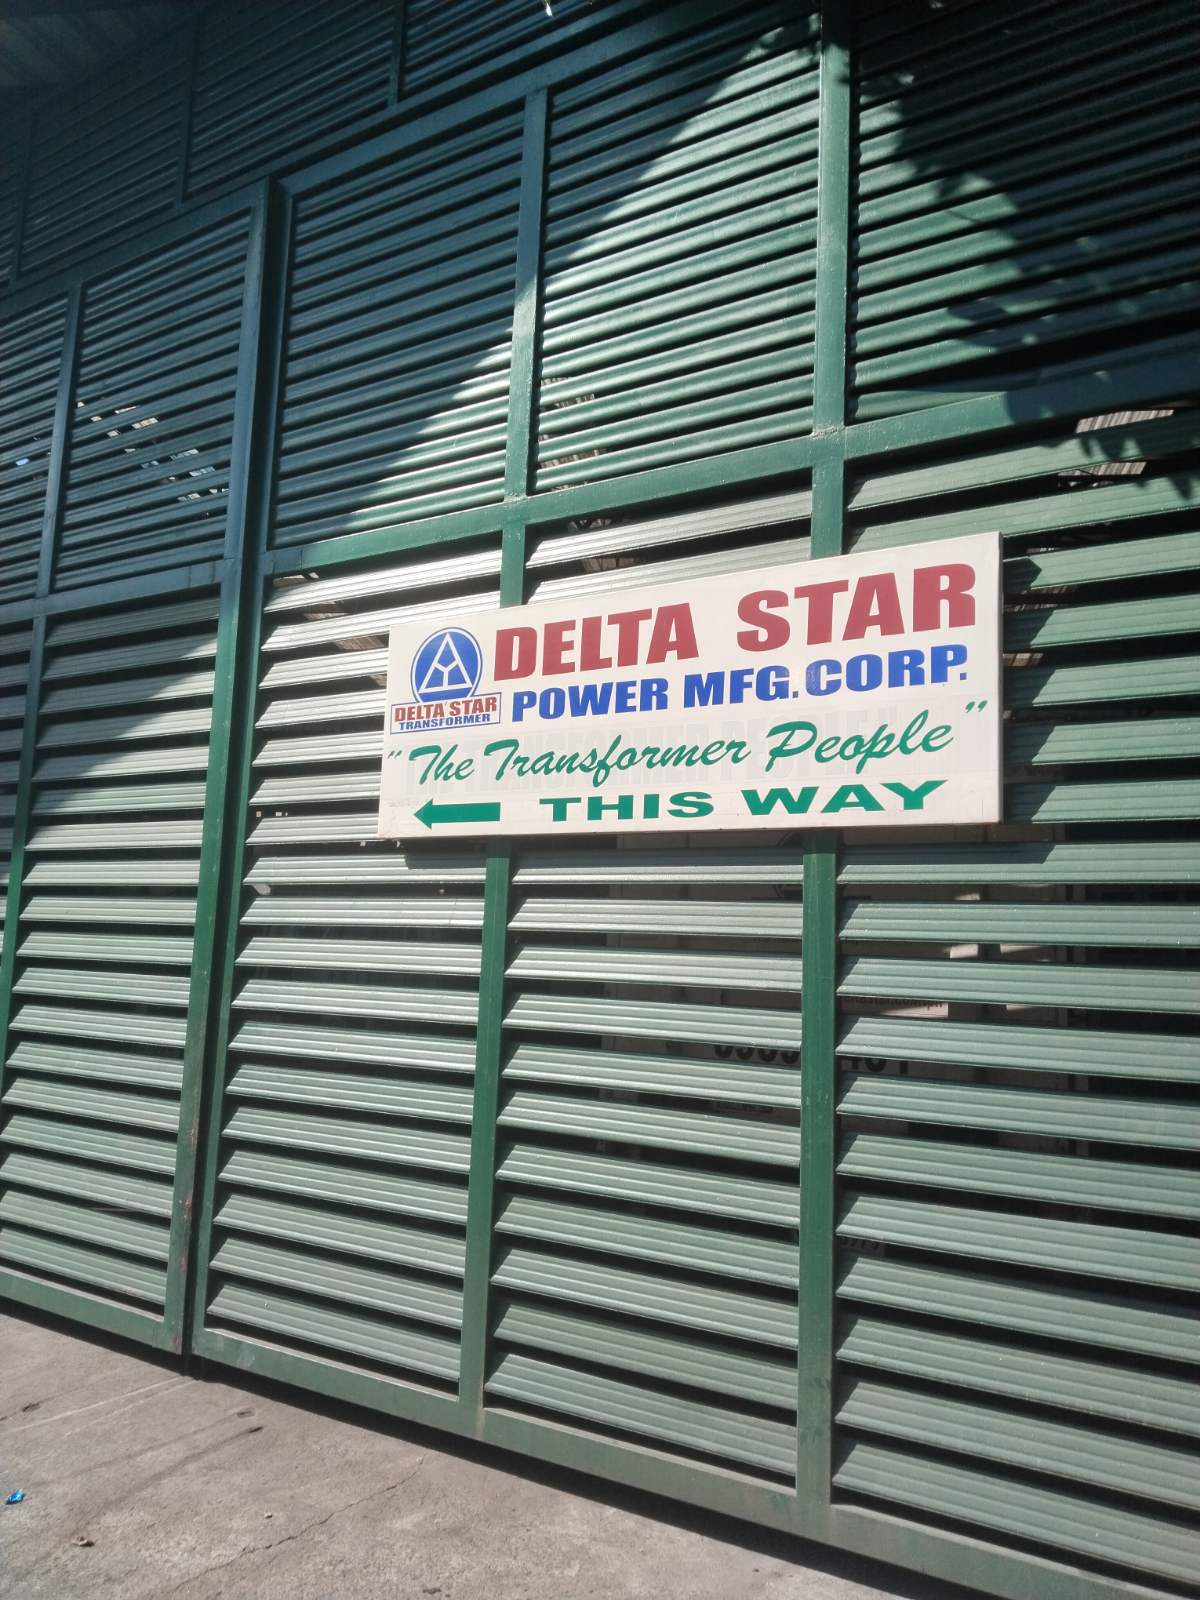 DELTA STAR
POWER MFG. CORP.
DELTA STAR
TRANSFORMER
"The Transformer People"
THIS WAY